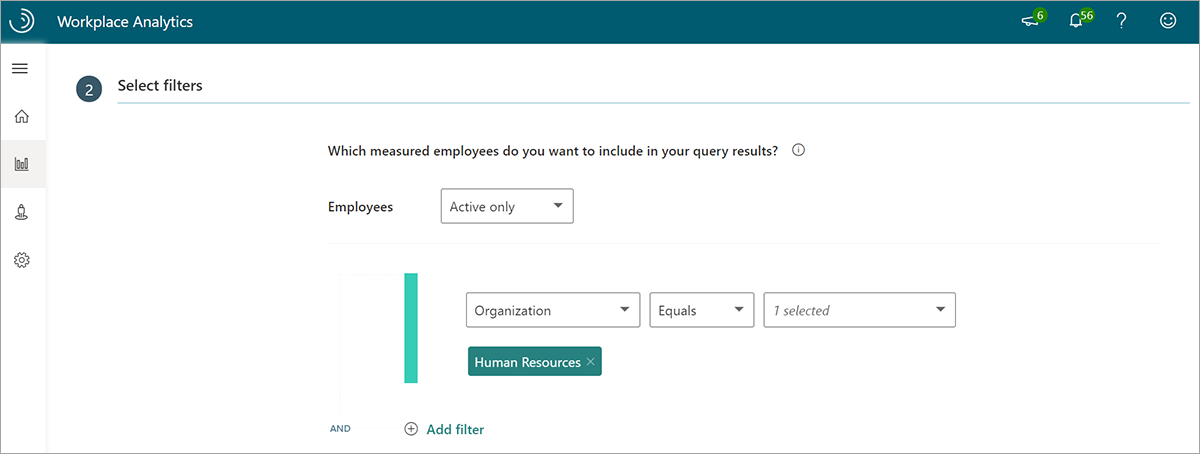 Workplace Analytics
6
56
?
2
Select filters
Which measured employees do you want to include in your query results?
Employees
Active only
Organization
Equals
1 selected
Human Resources ×
AND
Add filter